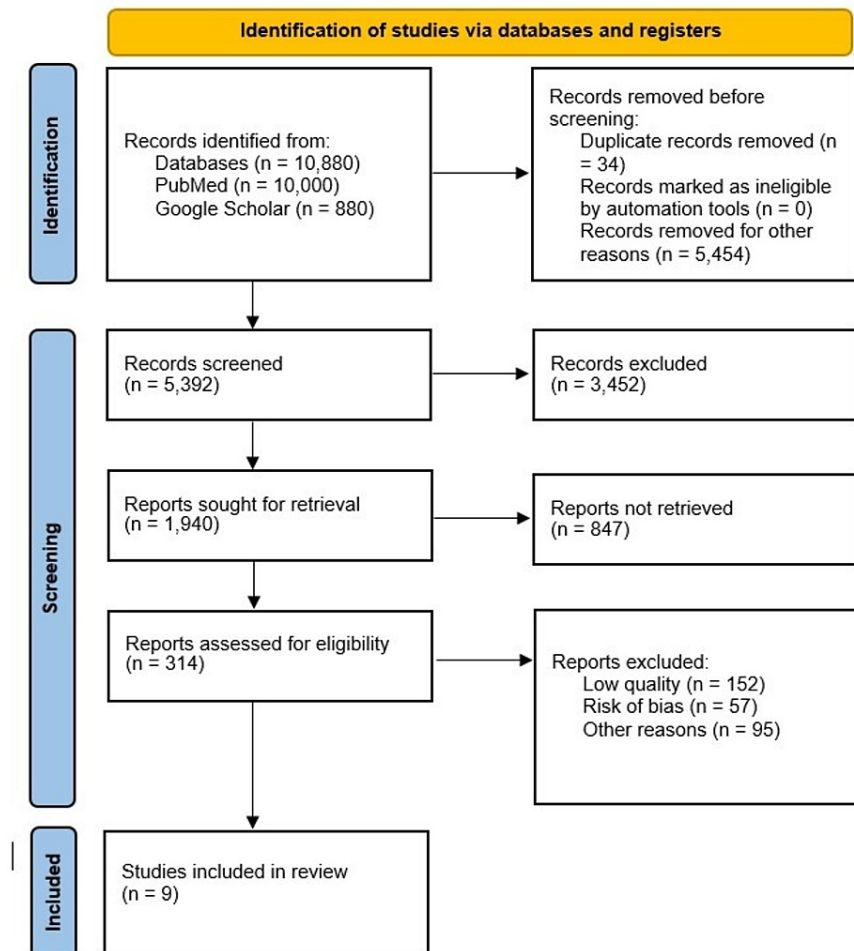 Identification of studies via databases and registers
Identification
Records identified from:
Databases (n = 10,880)
PubMed (n = 10,000)
Google Scholar (n = 880)
Records removed before
screening:
Duplicate records removed (n
= 34)
Records marked as ineligible
by automation tools (n = 0)
Records removed for other
reasons (n = 5,454)
Screening
Records screened
(n = 5,392)
Records excluded
(n = 3,452)
Reports sought for retrieval
(n = 1,940)
Reports not retrieved
(n = 847)
Reports assessed for eligibility
(n = 314)
Reports excluded:
Low quality (n = 152)
Risk of bias (n = 57)
Other reasons (n = 95)
Included
Studies included in review
(n = 9)